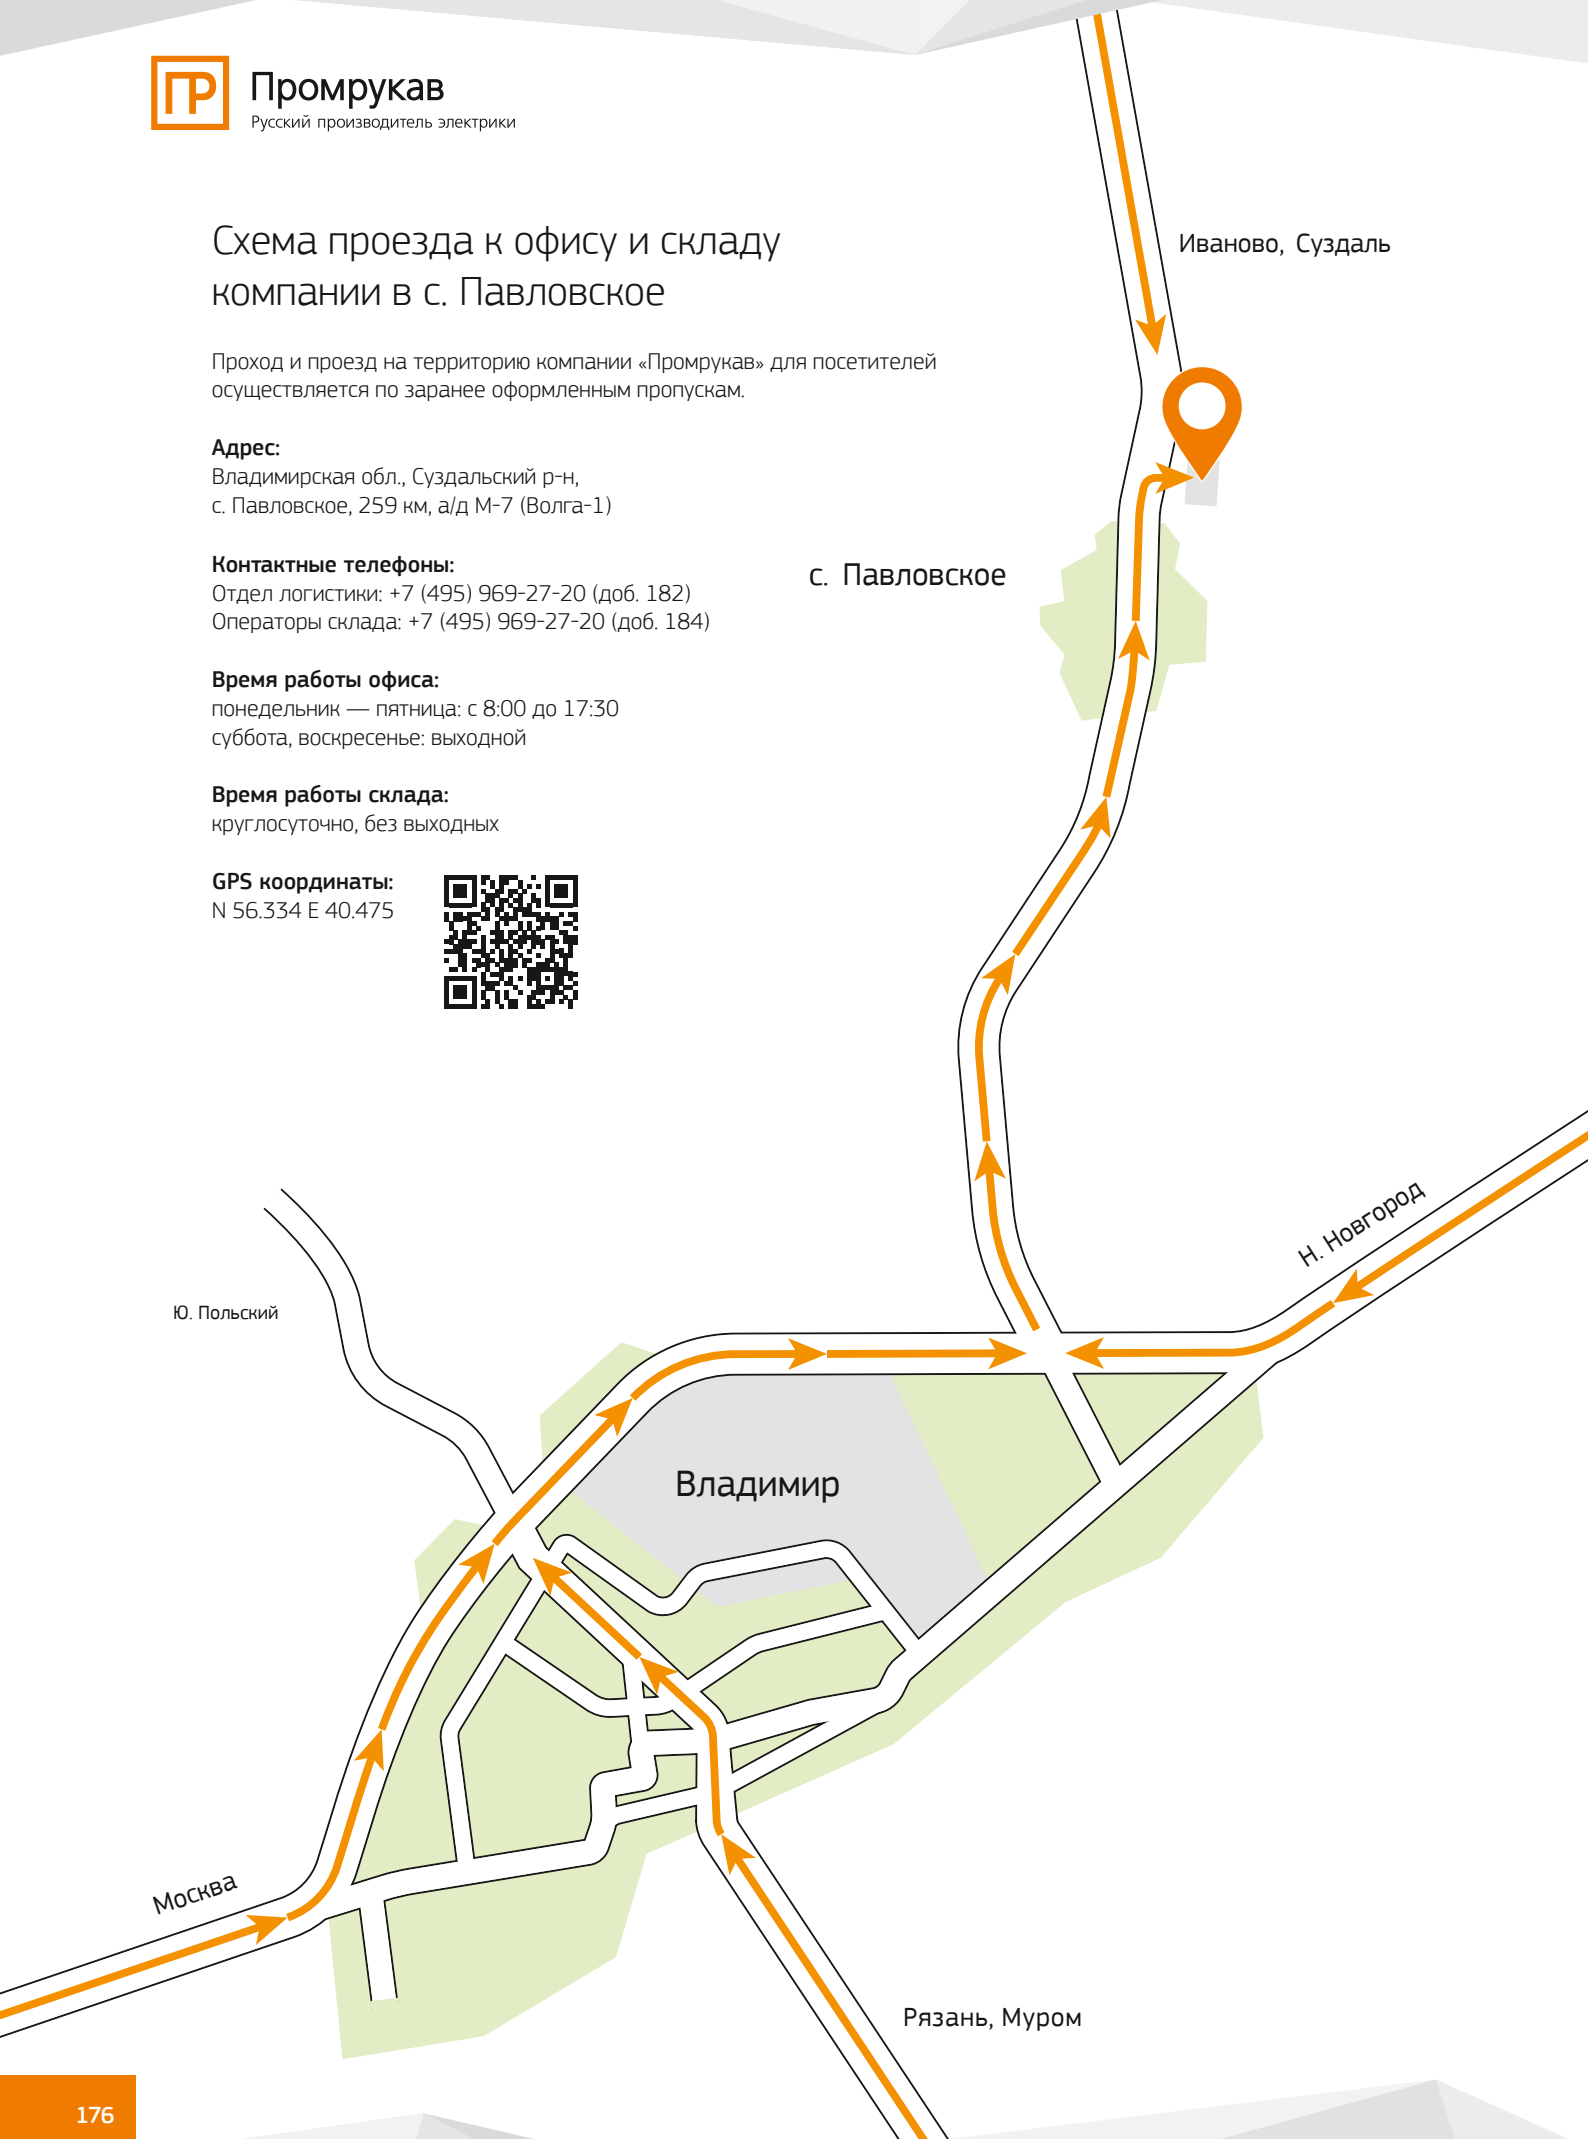 ПР
Промрукав
Русский производитель электрики
Схема проезда к офису и складу
компании в с. Павловское
Проход и проезд на территорию компании «Промрукав» для посетителей
осуществляется по заранее оформленным пропускам.
Адрес:
Владимирская обл., Суздальский р-н,
с. Павловское, 259 км, а/д М-7 (Волга-1)
Контактные телефоны:
Отдел логистики: +7 (495) 969-27-20 (доб. 182)
Операторы склада: +7 (495) 969-27-20 (доб. 184)
Время работы офиса:
понедельник — пятница: с 8:00 до 17:30
суббота, воскресенье: выходной
Время работы склада:
круглосуточно, без выходных
GPS координаты:
N 56.334 E 40.475
Иваново, Суздаль
с. Павловское
Н. Новгород
Ю. Польский
Владимир
Москва
Рязань, Муром
176